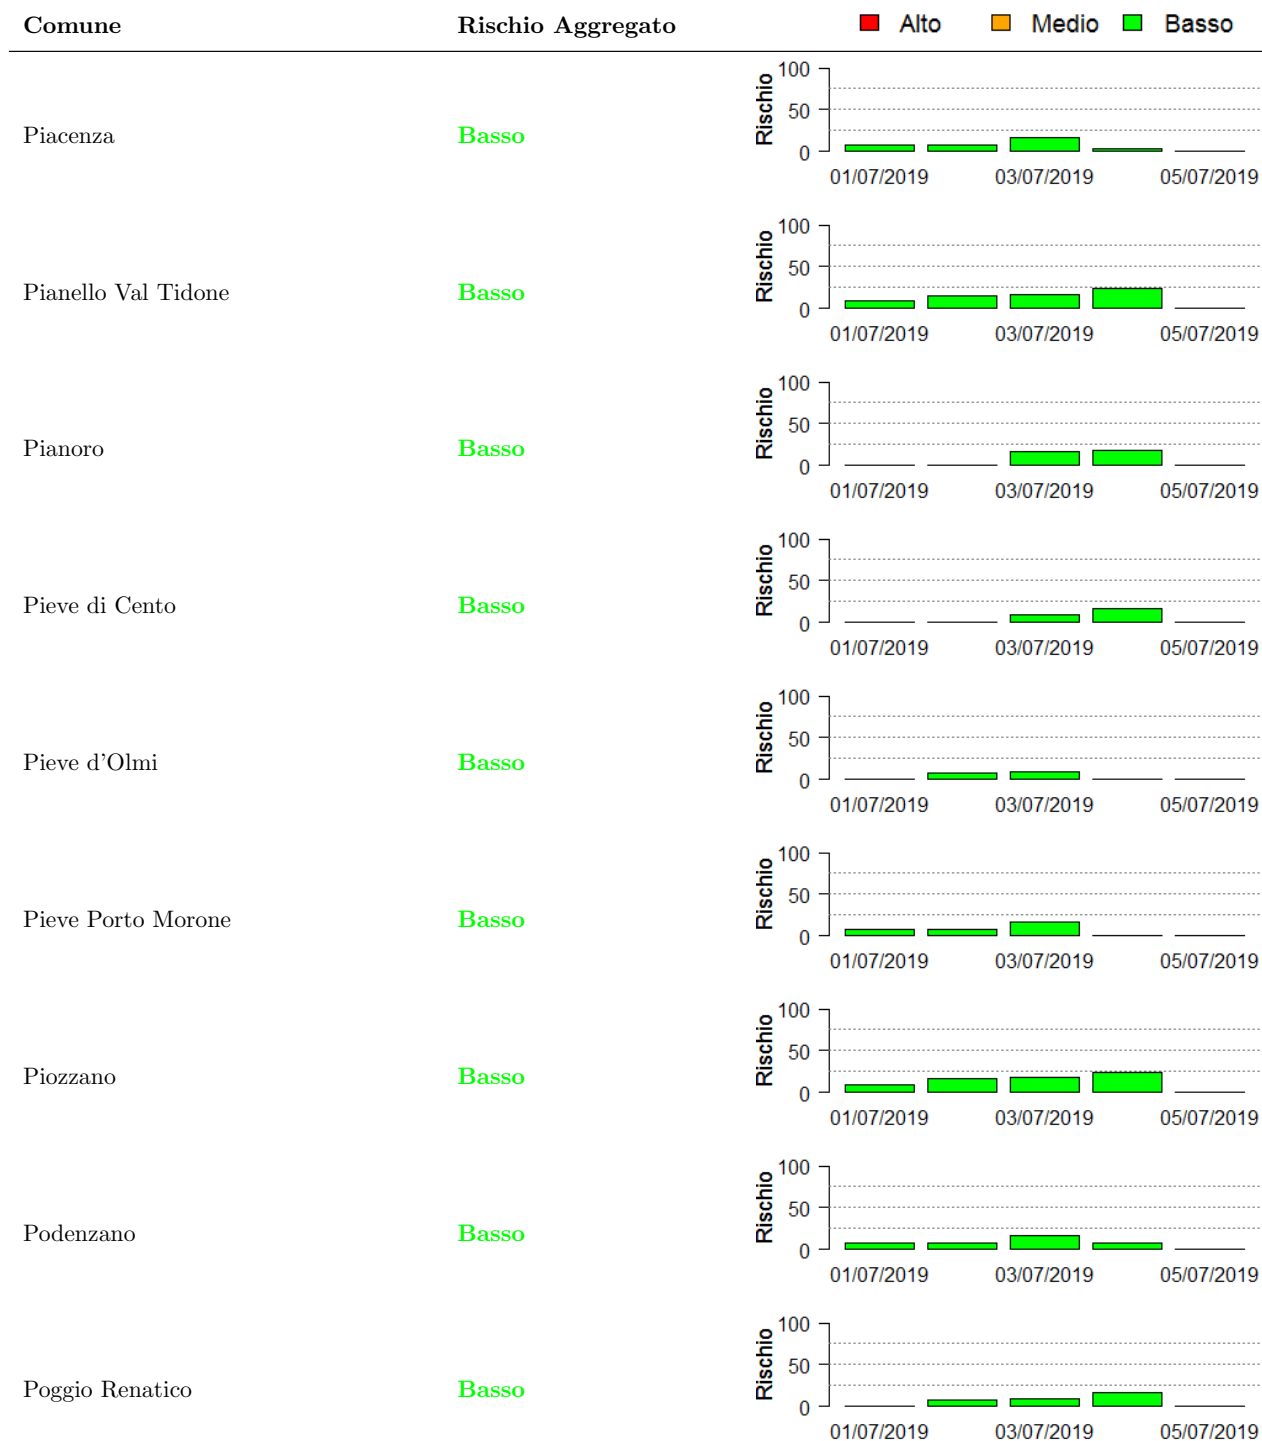 Comune Rischio Aggregato Alto Medio Basso
Piacenza Basso Rischio 100 50 0
01/07/2019 03/07/2019 05/07/2019
Pianello Val Tidone Basso Rischio 100 50 0
01/07/2019 03/07/2019 05/07/2019
Pianoro Basso Rischio 100 50 0
01/07/2019 03/07/2019 05/07/2019
Pieve di Cento Basso Rischio 100 50 0
01/07/2019 03/07/2019 05/07/2019
Pieve d'Olmi Basso Rischio 100 50 0
01/07/2019 03/07/2019 05/07/2019
Pieve Porto Morone Basso Rischio 100 50 0
01/07/2019 03/07/2019 05/07/2019
Piozzano Basso Rischio 100 50 0
01/07/2019 03/07/2019 05/07/2019
Podenzano Basso Rischio 100 50 0
01/07/2019 03/07/2019 05/07/2019
Poggio Renatico Basso Rischio 100 50 0
01/07/2019 03/07/2019 05/07/2019